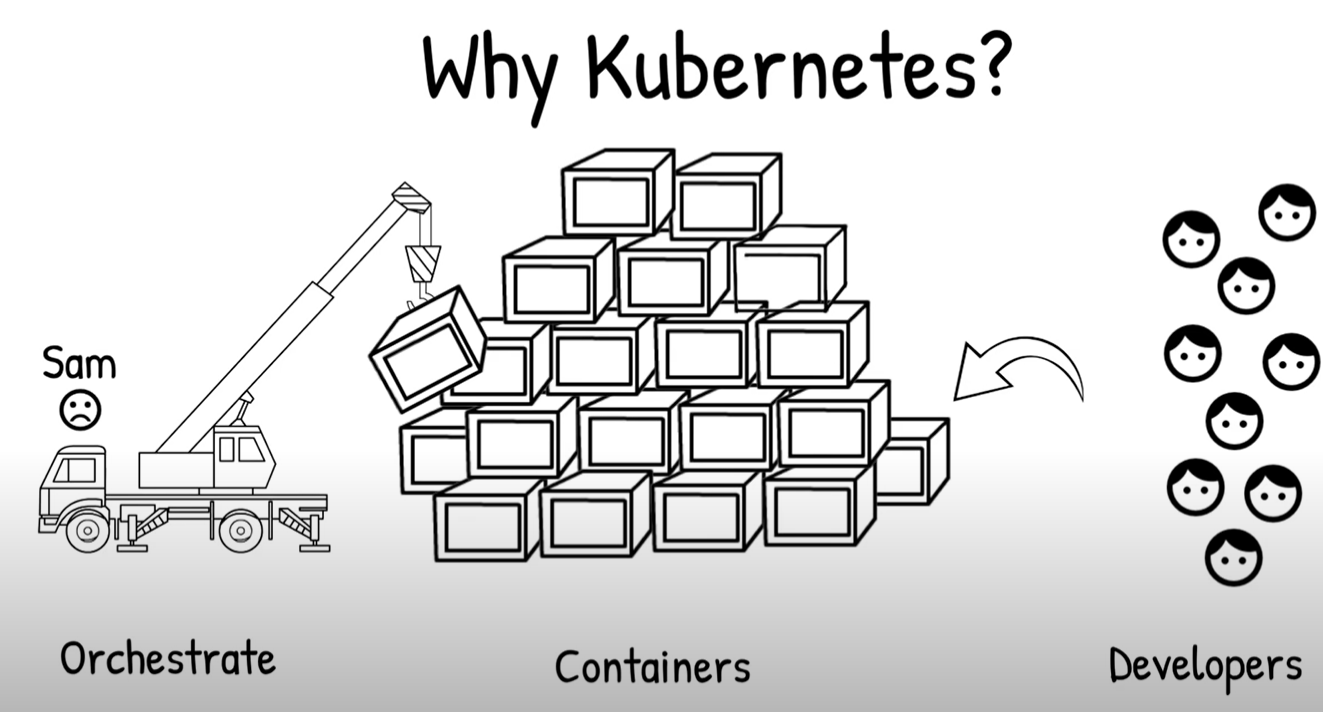 Why Kubernetes?
Sam
Orchestrate
Containers
Developers